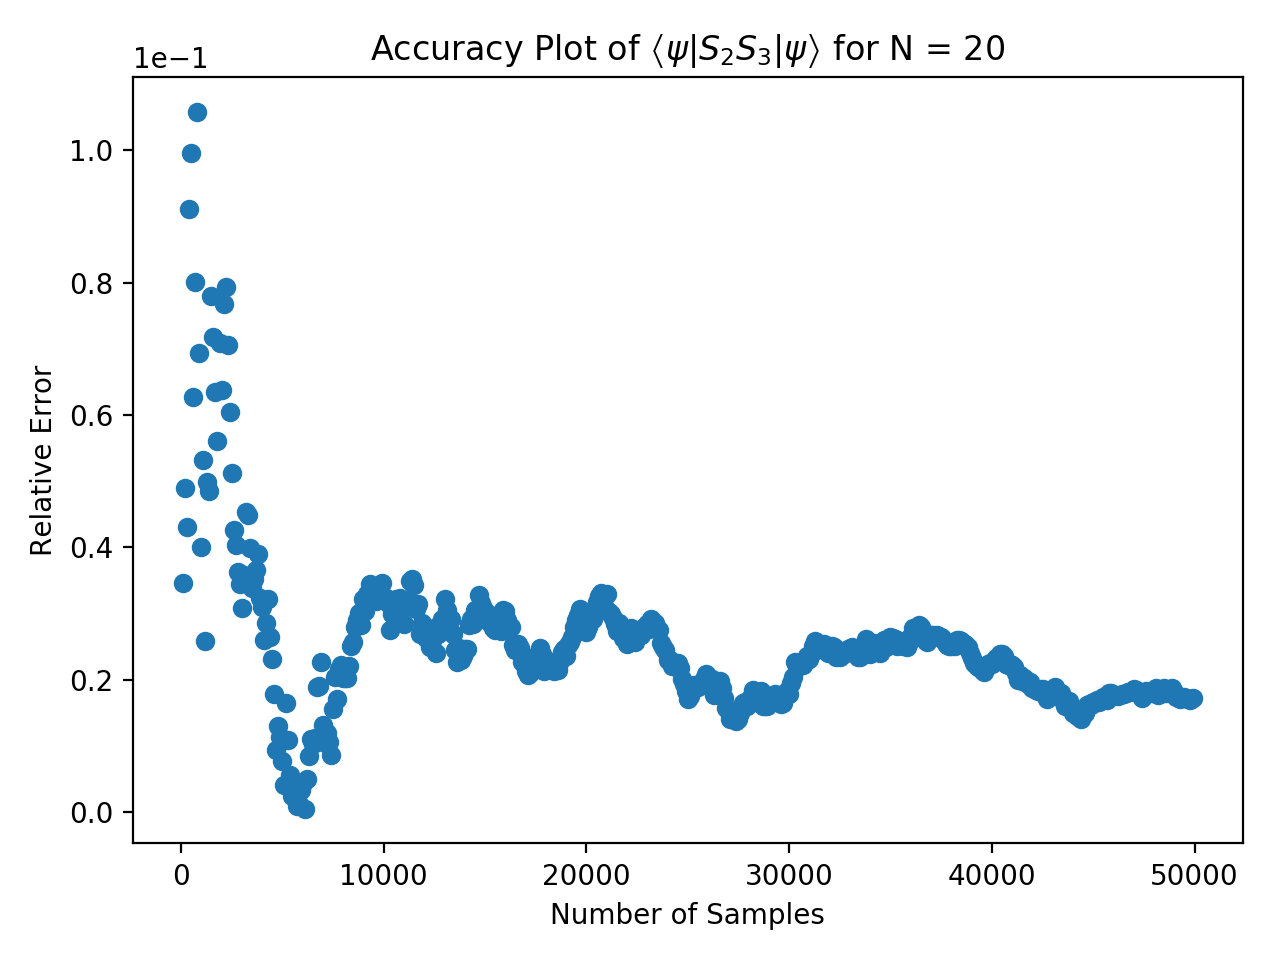 Accuracy Plot of ⟨ψ|S₂S₃|ψ⟩ for N = 20
1e−1
1.0
0.8
0.6
0.4
0.2
0.0
Relative Error
0 10000 20000 30000 40000 50000
Number of Samples